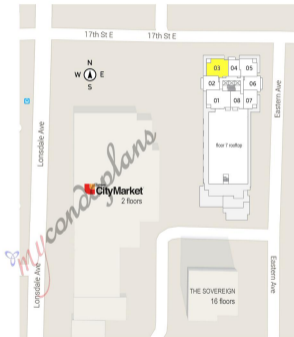 17th St E
17th St E
N
W E
S
03 04 05
02 06
01 08 07
floor 7 rooftop
Lonsdale Ave
Eastern Ave
CityMarket
2 floors
mycondoplans
Lonsdale Ave
Eastern Ave
THE SOVEREIGN
16 floors